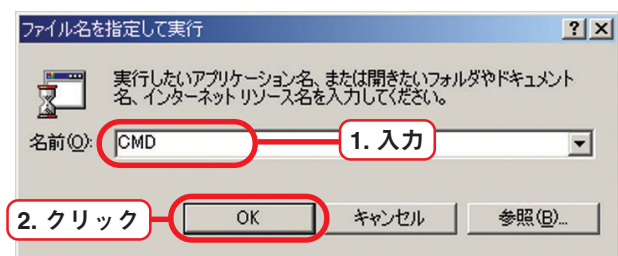 ファイル名を指定して実行
実行したいアプリケーション名、または開きたいフォルダやドキュメント
名、インターネット リソース名を入力してください。
名前(O): CMD 1. 入力
2. クリック OK キャンセル 参照(B)...